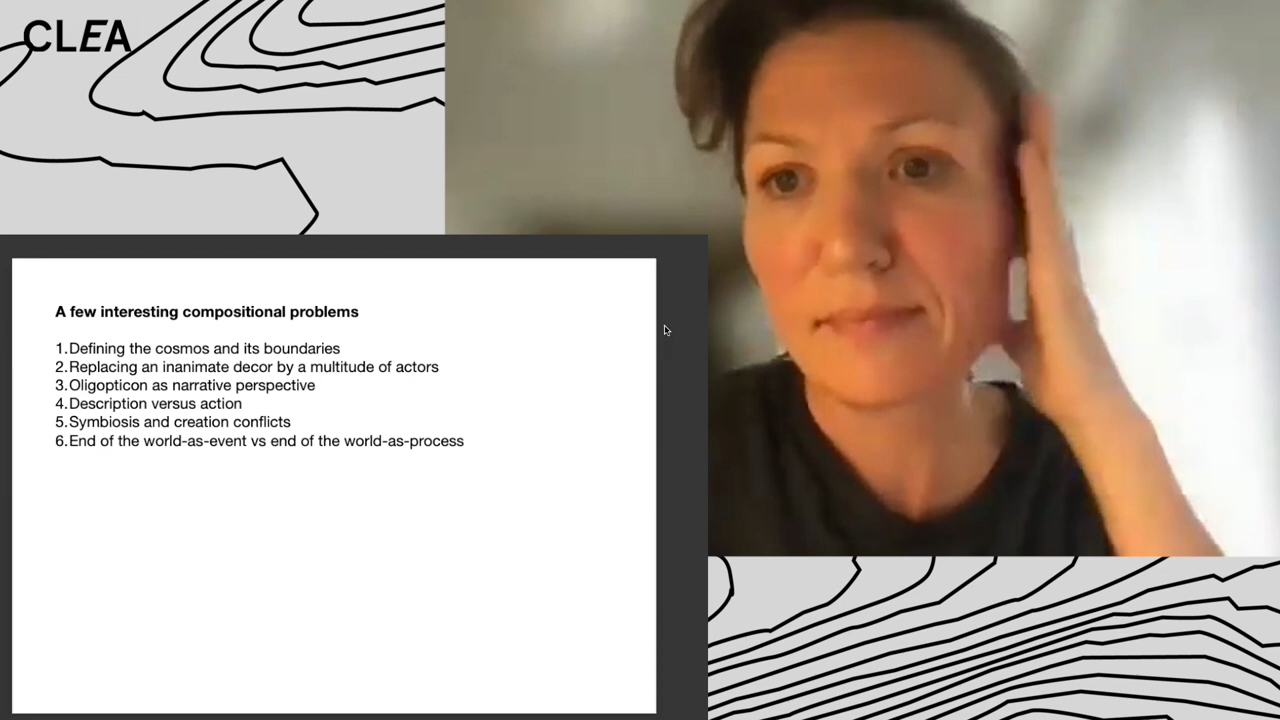 CLEA
A few interesting compositional problems
1.Defining the cosmos and its boundaries
2.Replacing an inanimate decor by a multitude of actors
3.Oligopticon as narrative perspective
4.Description versus action
5.Symbiosis and creation conflicts
6.End of the world-as-event vs end of the world-as-process